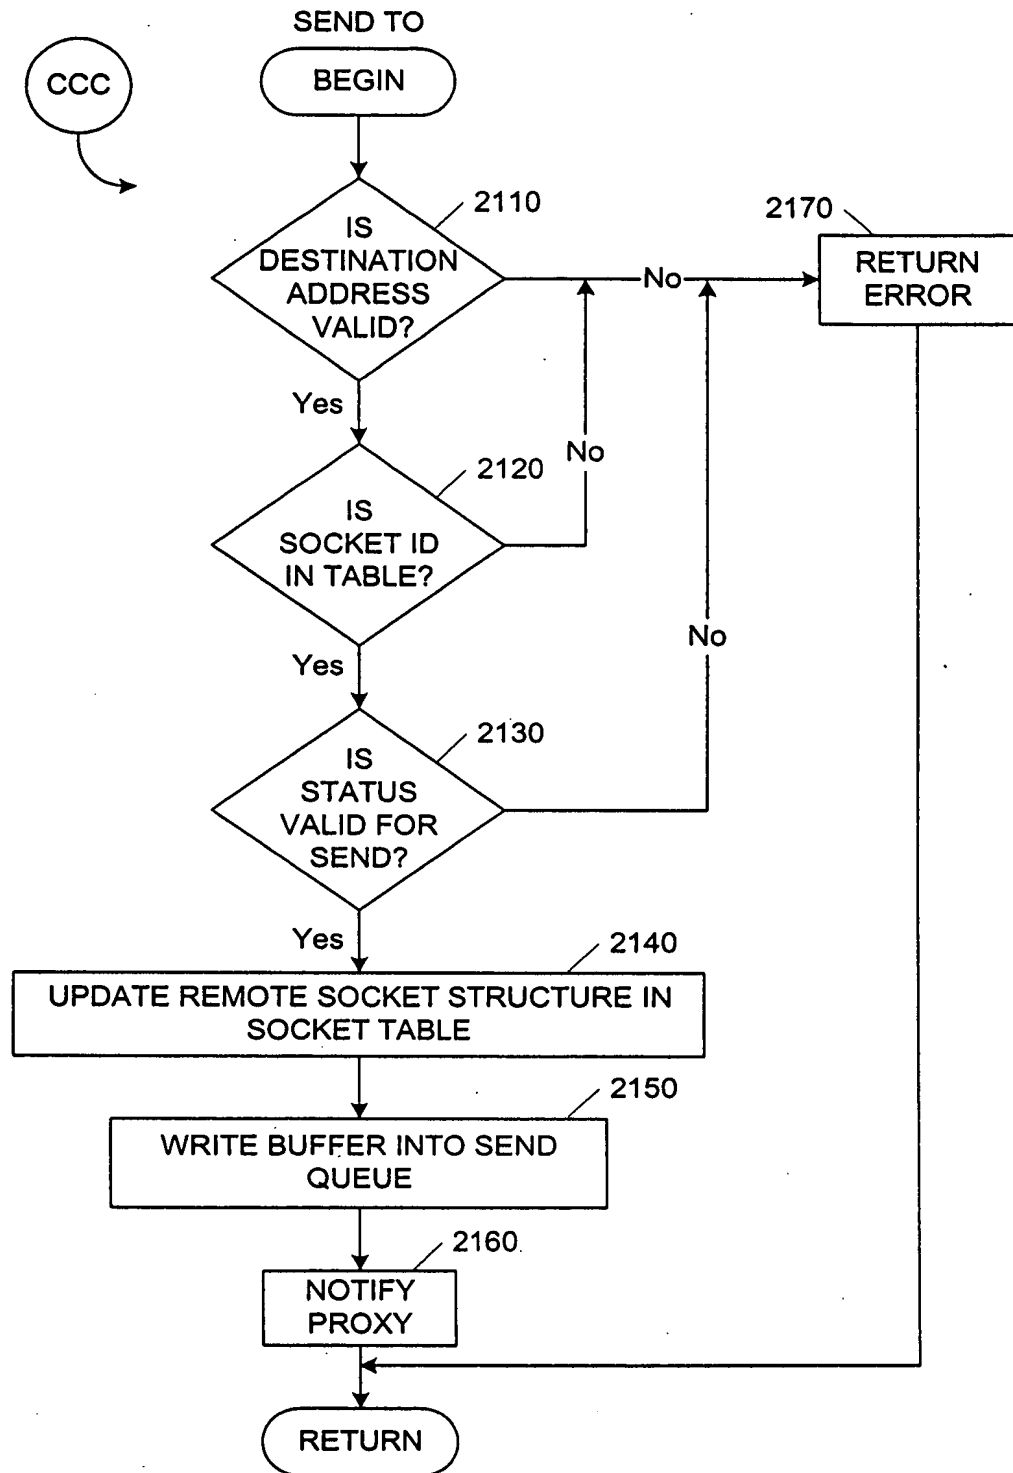 SEND TO
CCC
BEGIN
2110
2170
IS
DESTINATION
ADDRESS
VALID?
No
RETURN
ERROR
Yes
No
2120
IS
SOCKET ID
IN TABLE?
No
Yes
2130
IS
STATUS
VALID FOR
SEND?
Yes
2140
UPDATE REMOTE SOCKET STRUCTURE IN
SOCKET TABLE
2150
WRITE BUFFER INTO SEND
QUEUE
2160
NOTIFY
PROXY
RETURN